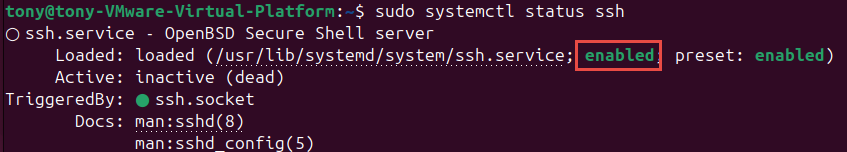 tony@tony-VMware-Virtual-Platform:~$ sudo systemctl status ssh
○ ssh.service - OpenBSD Secure Shell server
Loaded: loaded (/usr/lib/systemd/system/ssh.service; enabled; preset: enabled)
Active: inactive (dead)
TriggeredBy: ● ssh.socket
Docs: man:sshd(8)
man:sshd_config(5)